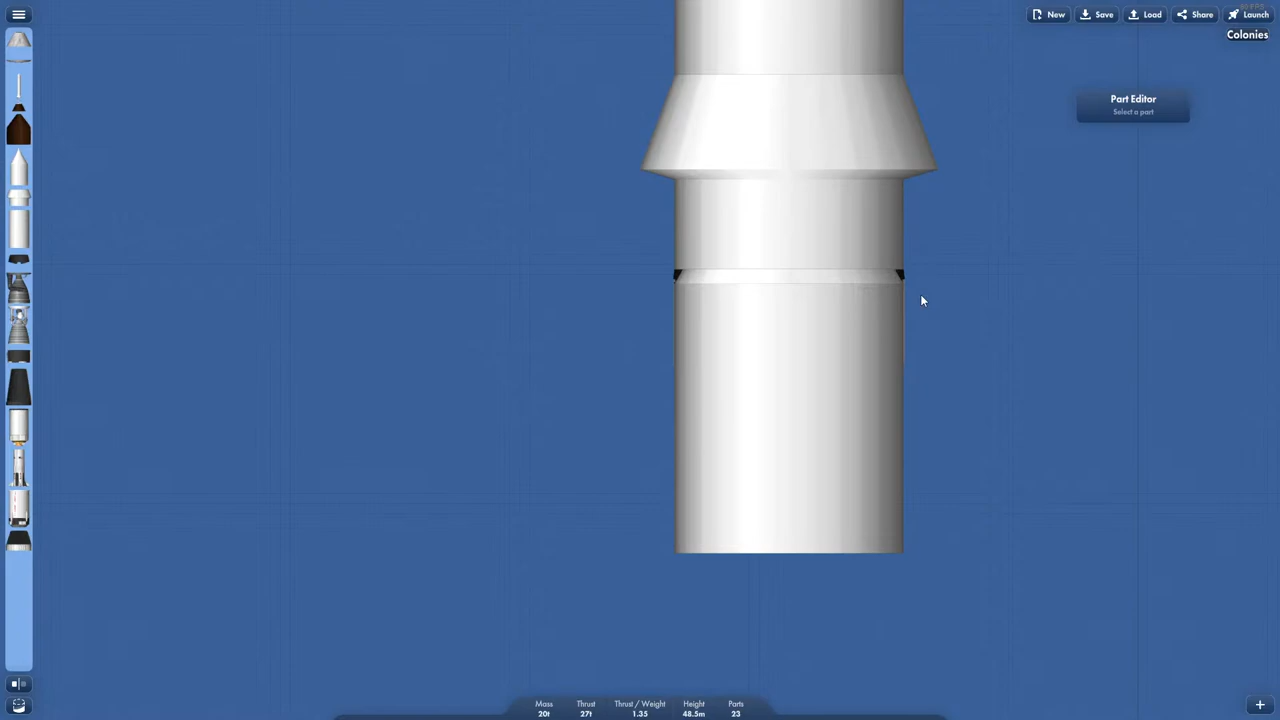 New
Save
Load
Share
Launch
Colonies
Part Editor
Select a part
Mass
20t
Thrust
27t
Thrust / Weight
1.35
Height
48.5m
Parts
23